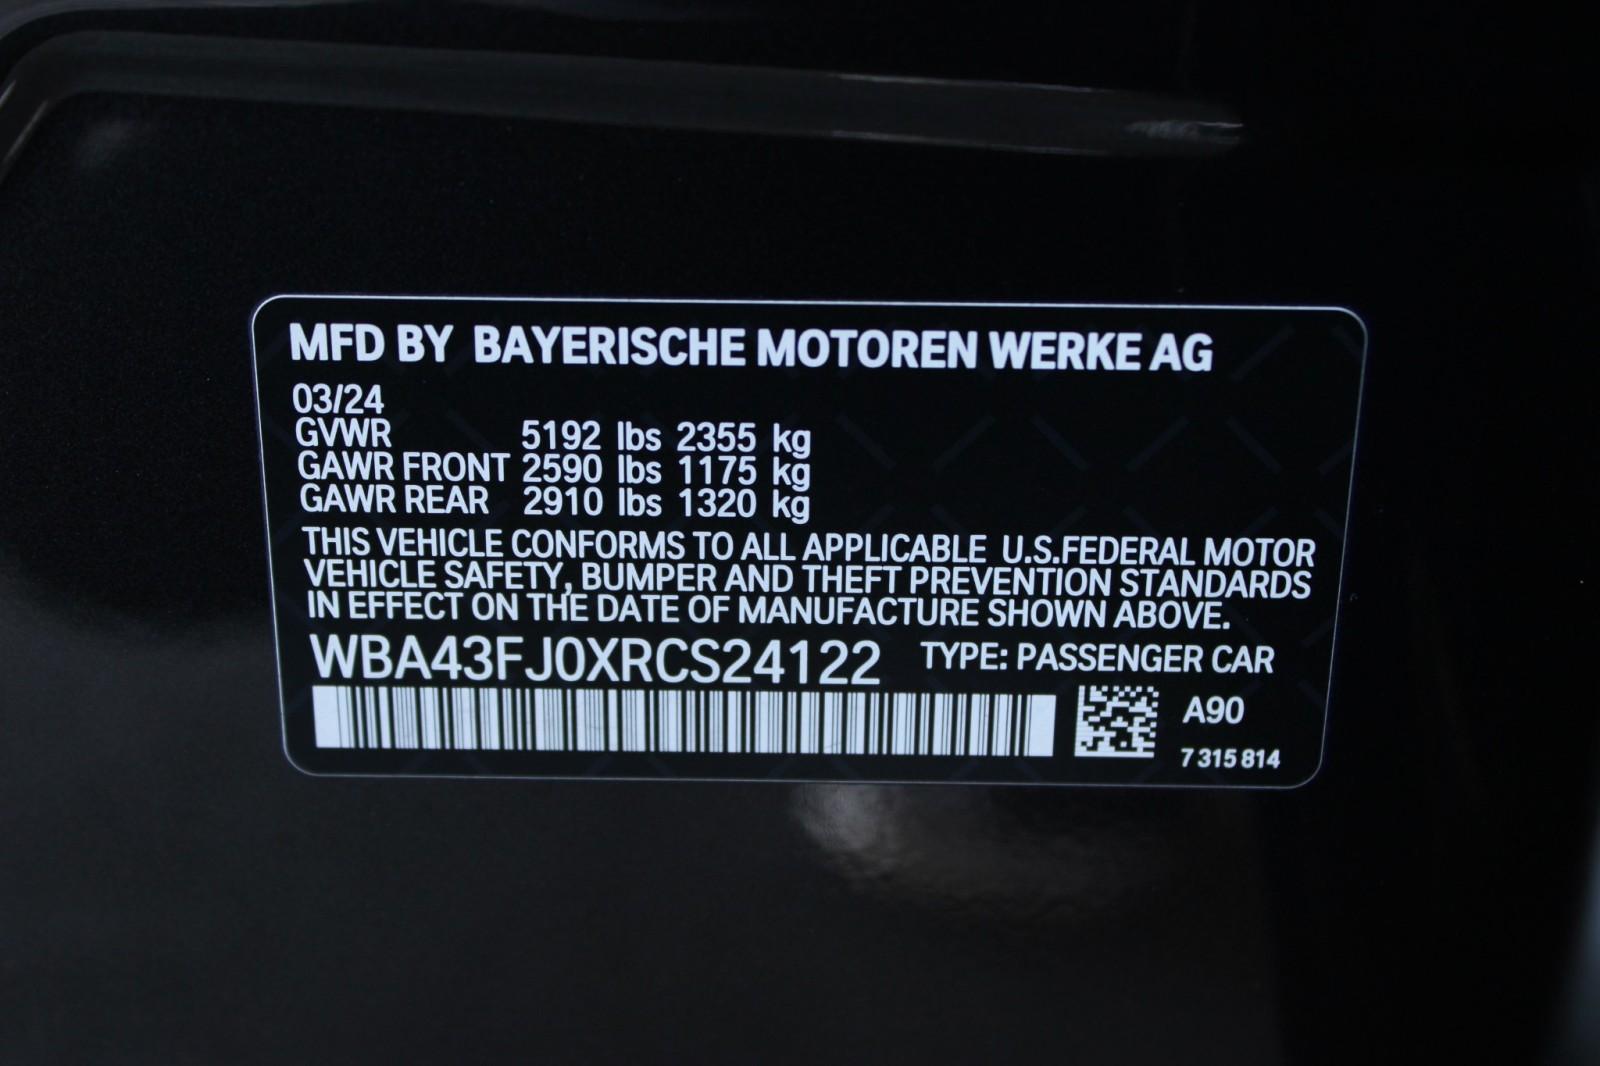 MFD BY BAYERISCHE MOTOREN WERKE AG
03/24
GVWR 5192 lbs 2355 kg
GAWR FRONT 2590 lbs 1175 kg
GAWR REAR 2910 lbs 1320 kg
THIS VEHICLE CONFORMS TO ALL APPLICABLE U.S.FEDERAL MOTOR
VEHICLE SAFETY, BUMPER AND THEFT PREVENTION STANDARDS
IN EFFECT ON THE DATE OF MANUFACTURE SHOWN ABOVE.
WBA43FJ0XRCS24122 TYPE: PASSENGER CAR
A90
7 315 814